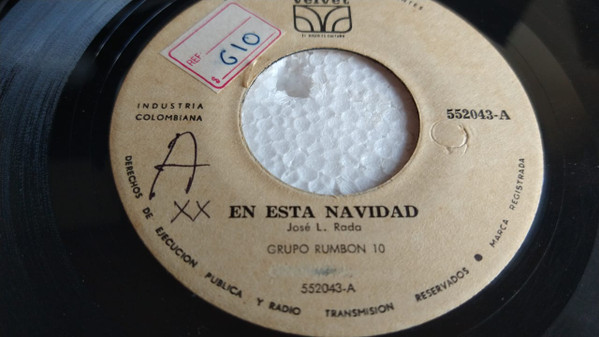 velvet
REF.
610
INDUSTRIA
COLOMBIANA
552043-A
A
XX
EN ESTA NAVIDAD
José L. Rada
GRUPO RUMBON 10
552043-A
DERECHOS DE EJECUCION PUBLICA Y RADIO TRANSMISION RESERVADOS • MARCA REGISTRADA